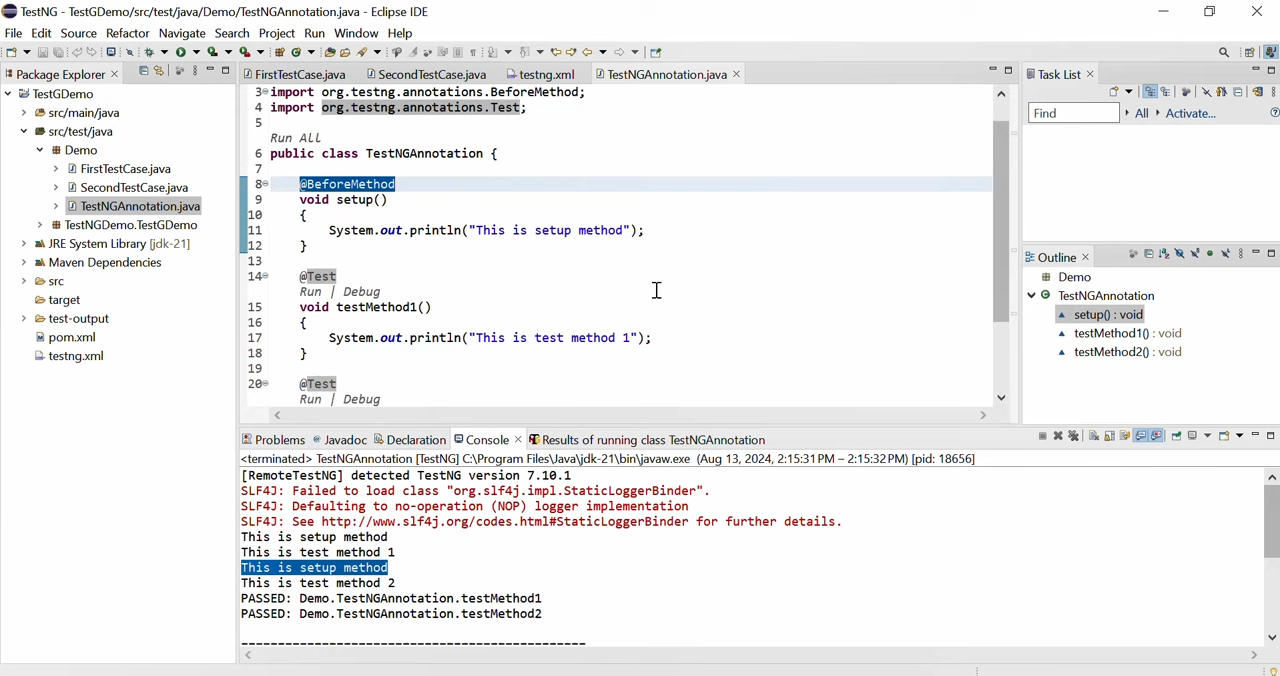 TestNG - TestGDemo/src/test/java/Demo/TestNGAnnotation.java - Eclipse IDE
File Edit Source Refactor Navigate Search Project Run Window Help
Package Explorer
TestGDemo
src/main/java
src/test/java
Demo
FirstTestCase.java
SecondTestCase.java
TestNGAnnotation.java
TestNGDemo.TestGDemo
JRE System Library [jdk-21]
Maven Dependencies
src
target
test-output
pom.xml
testng.xml
FirstTestCase.java SecondTestCase.java testng.xml TestNGAnnotation.java
3 import org.testng.annotations.BeforeMethod;
4 import org.testng.annotations.Test;
5
Run All
6 public class TestNGAnnotation {
7
8 @BeforeMethod
9 void setup()
10 {
11 System.out.println("This is setup method");
12 }
13
14 @Test
Run | Debug
15 void testMethod1()
16 {
17 System.out.println("This is test method 1");
18 }
19
20 @Test
Run | Debug
Task List
Find All Activate...
Outline
Demo
TestNGAnnotation
setup() : void
testMethod1() : void
testMethod2() : void
Problems Javadoc Declaration Console Results of running class TestNGAnnotation
<terminated> TestNGAnnotation [TestNG] C:\Program Files\Java\jdk-21\bin\javaw.exe (Aug 13, 2024, 2:15:31 PM – 2:15:32 PM) [pid: 18656]
[RemoteTestNG] detected TestNG version 7.10.1
SLF4J: Failed to load class "org.slf4j.impl.StaticLoggerBinder".
SLF4J: Defaulting to no-operation (NOP) logger implementation
SLF4J: See http://www.slf4j.org/codes.html#StaticLoggerBinder for further details.
This is setup method
This is test method 1
This is setup method
This is test method 2
PASSED: Demo.TestNGAnnotation.testMethod1
PASSED: Demo.TestNGAnnotation.testMethod2
===============================================